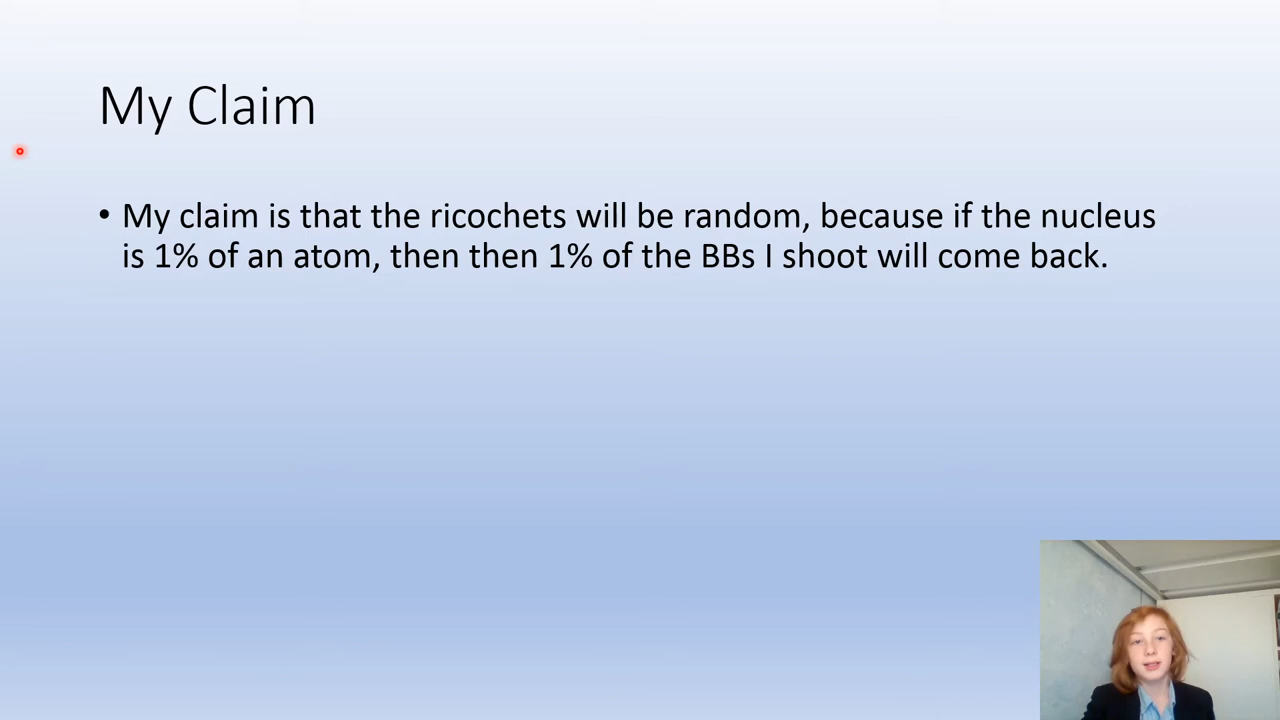 My Claim
• My claim is that the ricochets will be random, because if the nucleus
is 1% of an atom, then then 1% of the BBs I shoot will come back.